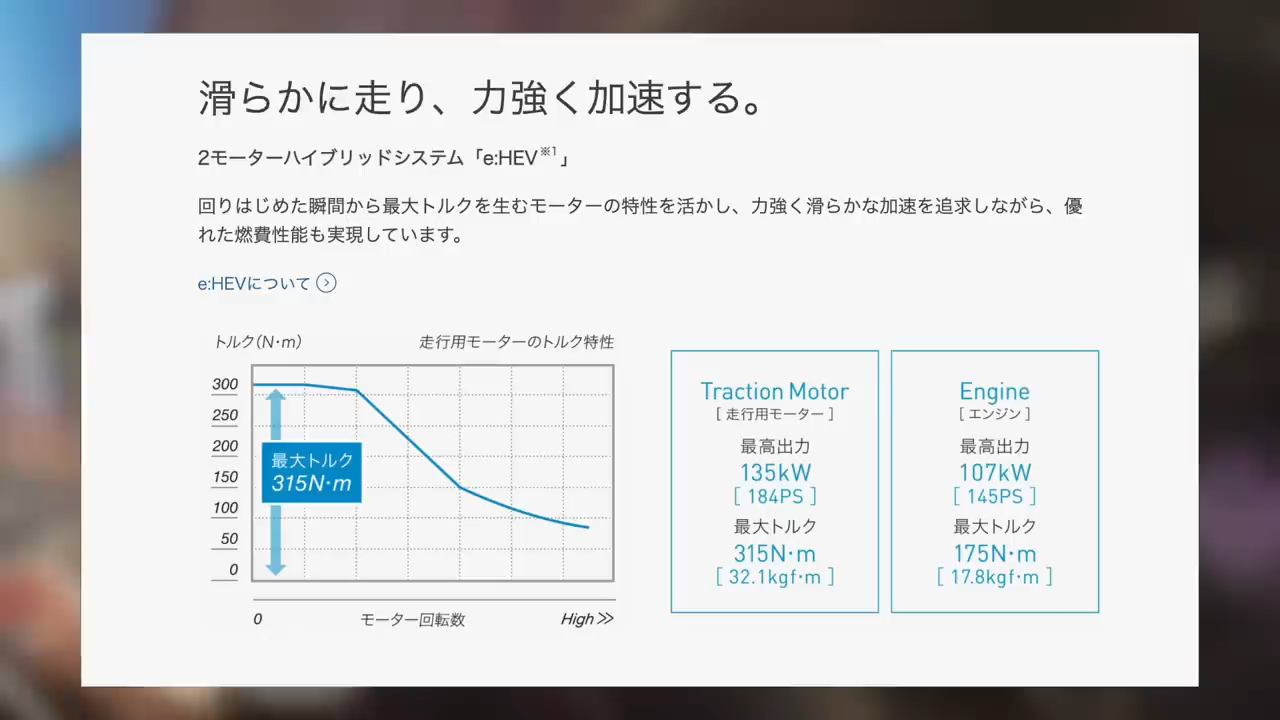 滑らかに走り、力強く加速する。
2モーターハイブリッドシステム「e:HEV※1」
回りはじめた瞬間から最大トルクを生むモーターの特性を活かし、力強く滑らかな加速を追求しながら、優
れた燃費性能も実現しています。
e:HEVについて
トルク(N・m)
走行用モーターのトルク特性
300
250
200
150
100
50
0
最大トルク
315N・m
0
モーター回転数
High
Traction Motor
[ 走行用モーター ]
最高出力
135kW
[ 184PS ]
最大トルク
315N・m
[ 32.1kgf・m ]
Engine
[ エンジン ]
最高出力
107kW
[ 145PS ]
最大トルク
175N・m
[ 17.8kgf・m ]